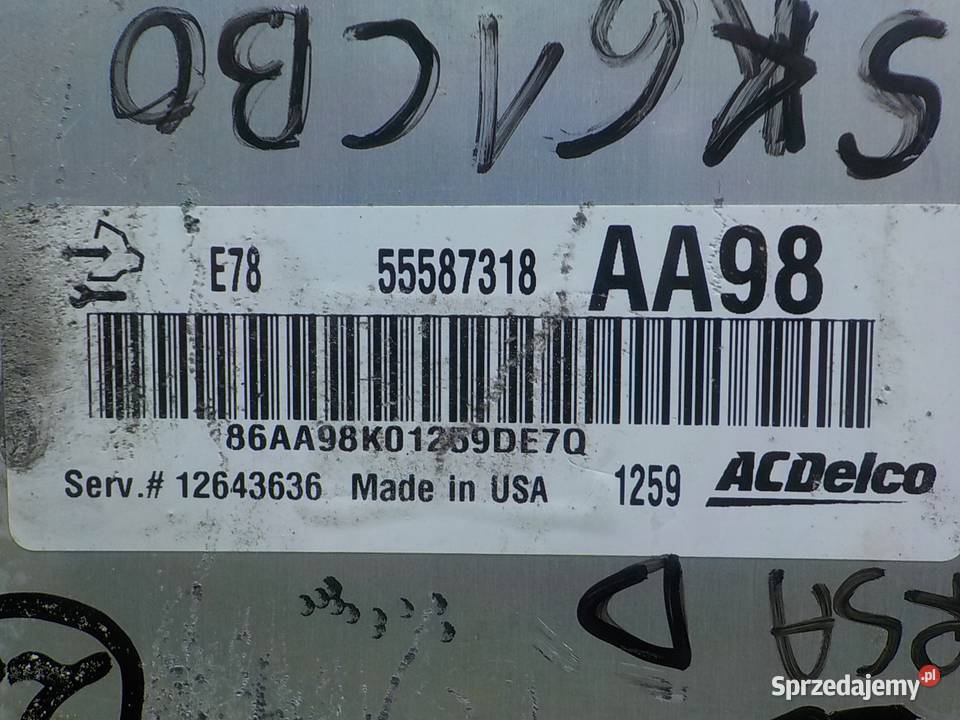 E78 55587318 AA98
86AA98K01259DE7Q
Serv.# 12643636 Made in USA 1259 ACDelco
Sprzedajemy.pl